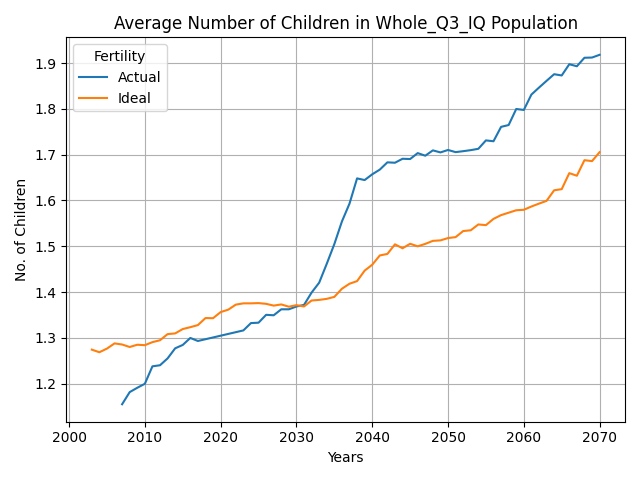 Average Number of Children in Whole_Q3_IQ Population
Fertility
Actual
Ideal
No. of Children
1.9
1.8
1.7
1.6
1.5
1.4
1.3
1.2
2000 2010 2020 2030 2040 2050 2060 2070
Years